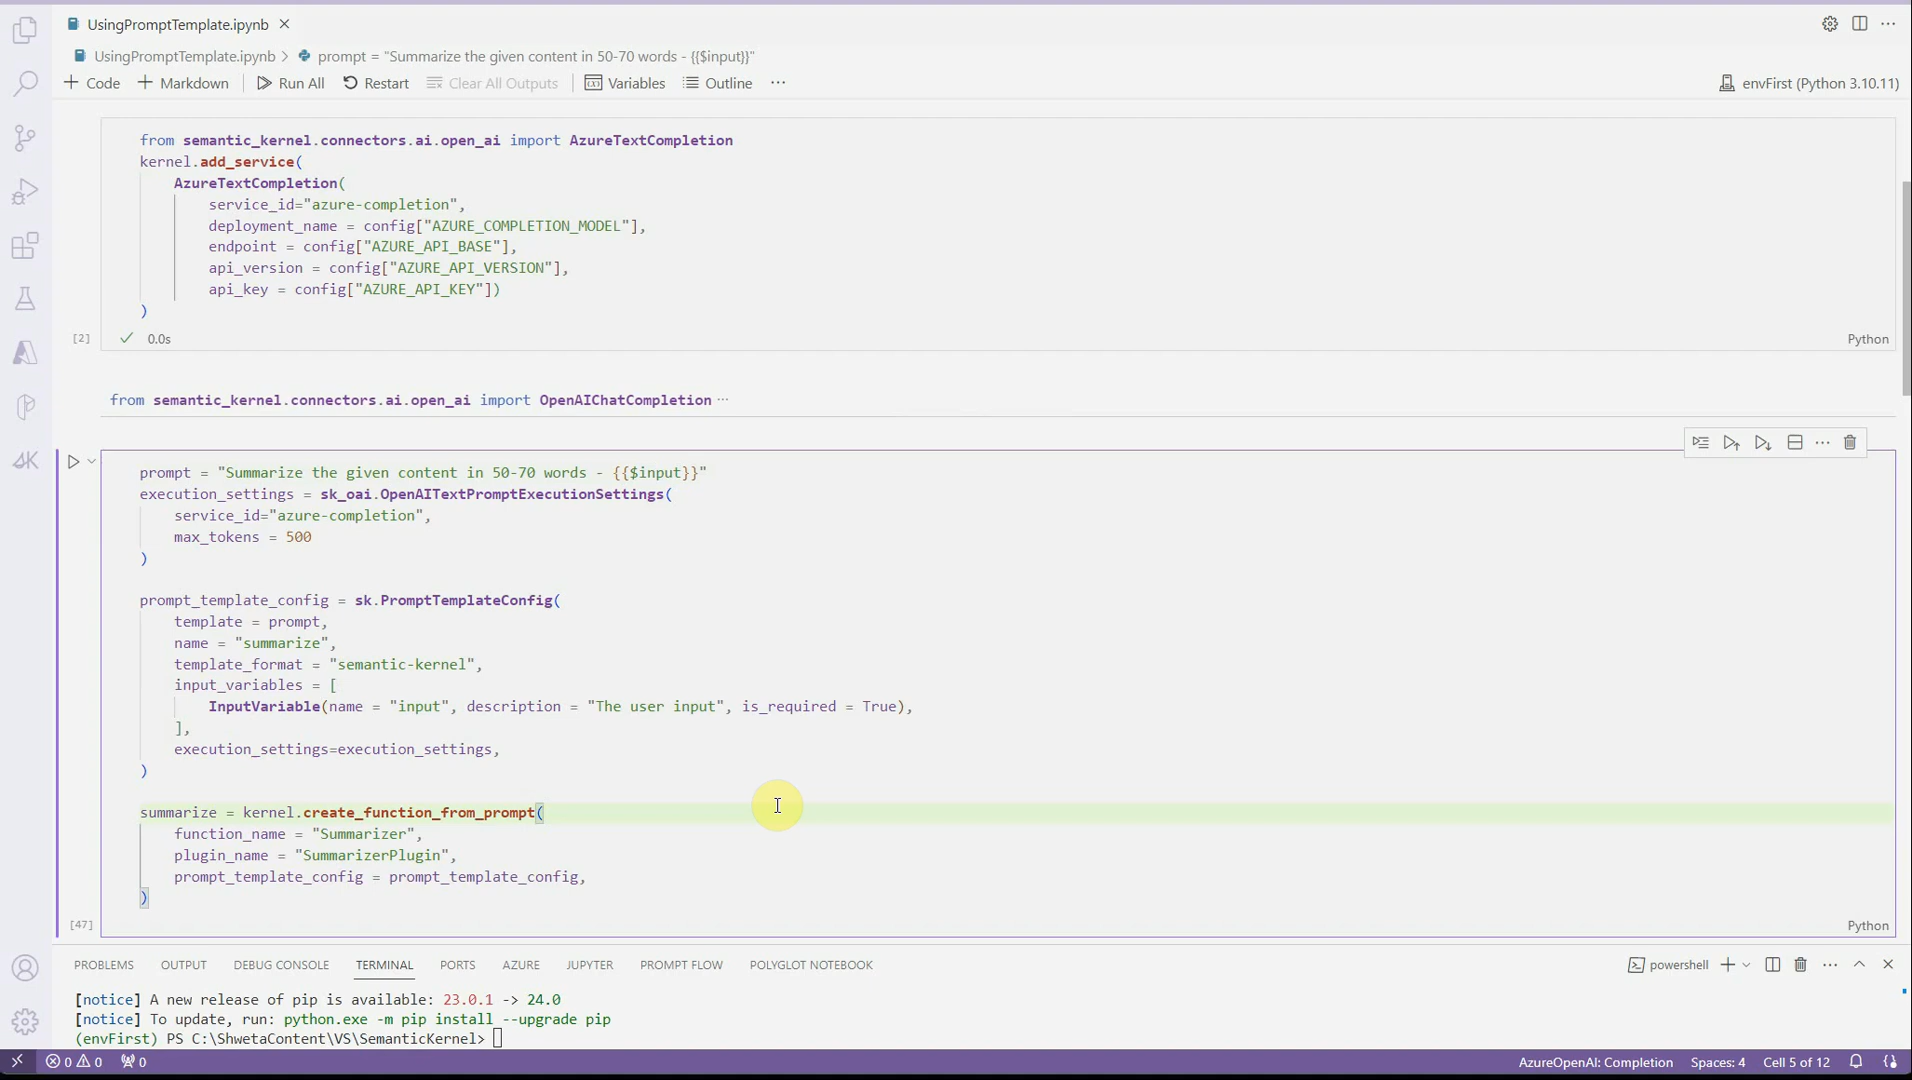 UsingPromptTemplate.ipynb
UsingPromptTemplate.ipynb > prompt = "Summarize the given content in 50-70 words - {{$input}}"
+ Code + Markdown Run All Restart Clear All Outputs Variables Outline ... envFirst (Python 3.10.11)
from semantic_kernel.connectors.ai.open_ai import AzureTextCompletion
kernel.add_service(
    AzureTextCompletion(
        service_id="azure-completion",
        deployment_name = config["AZURE_COMPLETION_MODEL"],
        endpoint = config["AZURE_API_BASE"],
        api_version = config["AZURE_API_VERSION"],
        api_key = config["AZURE_API_KEY"])
)
[2] 0.0s Python
from semantic_kernel.connectors.ai.open_ai import OpenAIChatCompletion ...
prompt = "Summarize the given content in 50-70 words - {{$input}}"
execution_settings = sk_oai.OpenAITextPromptExecutionSettings(
    service_id="azure-completion",
    max_tokens = 500
)
prompt_template_config = sk.PromptTemplateConfig(
    template = prompt,
    name = "summarize",
    template_format = "semantic-kernel",
    input_variables = [
        InputVariable(name = "input", description = "The user input", is_required = True),
    ],
    execution_settings=execution_settings,
)
summarize = kernel.create_function_from_prompt(
    function_name = "Summarizer",
    plugin_name = "SummarizerPlugin",
    prompt_template_config = prompt_template_config,
)
[47] Python
PROBLEMS OUTPUT DEBUG CONSOLE TERMINAL PORTS AZURE JUPYTER PROMPT FLOW POLYGLOT NOTEBOOK powershell
[notice] A new release of pip is available: 23.0.1 -> 24.0
[notice] To update, run: python.exe -m pip install --upgrade pip
(envFirst) PS C:\ShwetaContent\VS\SemanticKernel>
0 0 0 AzureOpenAI: Completion Spaces: 4 Cell 5 of 12